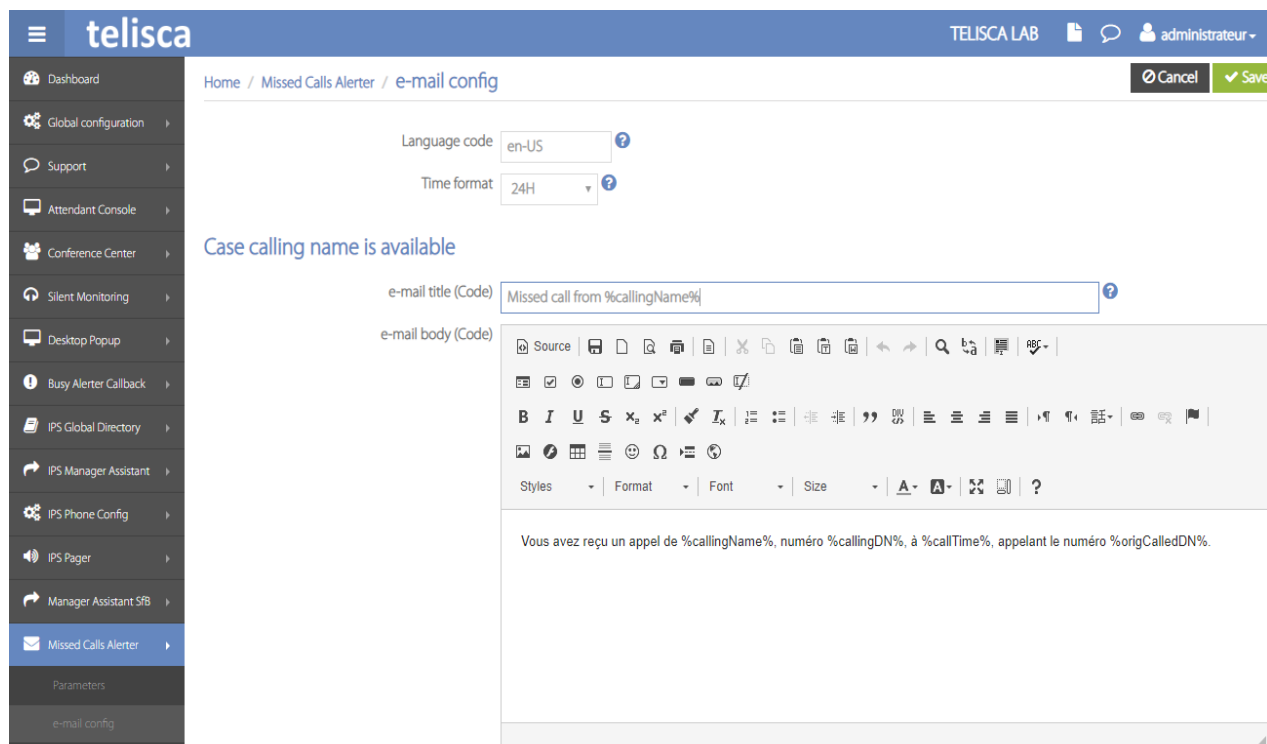 telisca
TELISCA LAB
administrateur
Dashboard
Global configuration
Support
Attendant Console
Conference Center
Silent Monitoring
Desktop Popup
Busy Alerter Callback
IPS Global Directory
IPS Manager Assistant
IPS Phone Config
IPS Pager
Manager Assistant SfB
Missed Calls Alerter
Parameters
e-mail config
Home / Missed Calls Alerter / e-mail config
Cancel
Save
Language code en-US
Time format 24H
Case calling name is available
e-mail title (Code) Missed call from %callingName%
e-mail body (Code)
Source
Styles Format Font Size
Vous avez reçu un appel de %callingName%, numéro %callingDN%, à %callTime%, appelant le numéro %origCalledDN%.